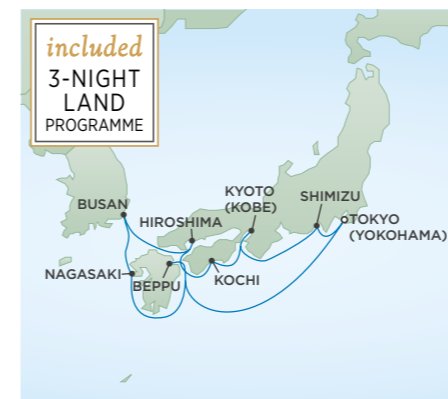 included
3-NIGHT
LAND
PROGRAMME
KYOTO
(KOBE)
SHIMIZU
BUSAN
HIROSHIMA
TOKYO
(YOKOHAMA)
NAGASAKI
BEPPU
KOCHI